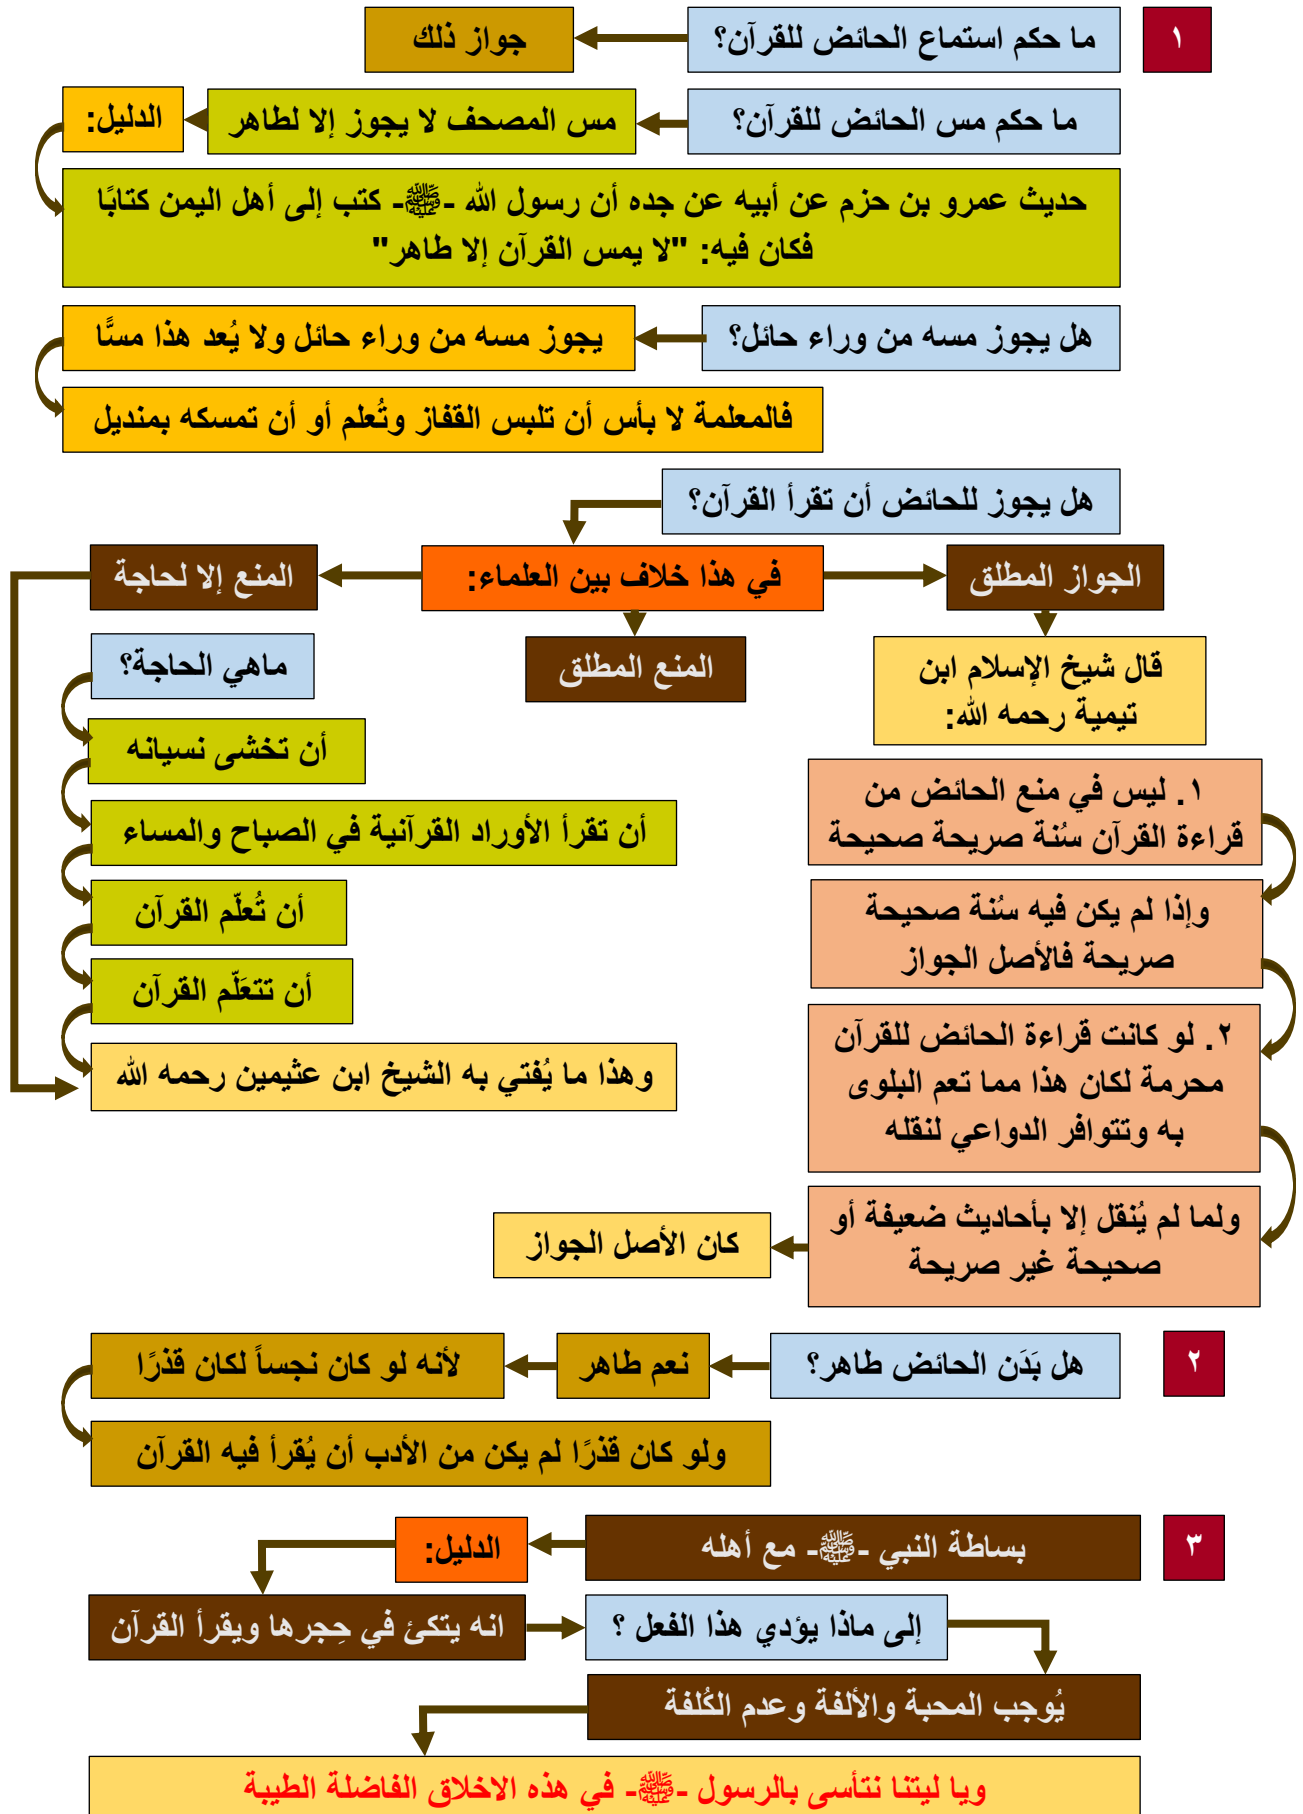 ١
ما حكم استماع الحائض للقرآن؟
جواز ذلك
ما حكم مس الحائض للقرآن؟
مس المصحف لا يجوز إلا لطاهر
الدليل:
حديث عمرو بن حزم عن أبيه عن جده أن رسول الله -ﷺ- كتب إلى أهل اليمن كتابًا
فكان فيه: "لا يمس القرآن إلا طاهر"
هل يجوز مسه من وراء حائل؟
يجوز مسه من وراء حائل ولا يُعد هذا مسًّا
فالمعلمة لا بأس أن تلبس القفاز وتُعلم أو أن تمسكه بمنديل
هل يجوز للحائض أن تقرأ القرآن؟
في هذا خلاف بين العلماء:
الجواز المطلق
قال شيخ الإسلام ابن
تيمية رحمه الله:
١. ليس في منع الحائض من
قراءة القرآن سُنة صريحة صحيحة
وإذا لم يكن فيه سُنة صحيحة
صريحة فالأصل الجواز
٢. لو كانت قراءة الحائض للقرآن
محرمة لكان هذا مما تعم البلوى
به وتتوافر الدواعي لنقله
ولما لم يُنقل إلا بأحاديث ضعيفة أو
صحيحة غير صريحة
كان الأصل الجواز
المنع المطلق
المنع إلا لحاجة
ماهي الحاجة؟
أن تخشى نسيانه
أن تقرأ الأوراد القرآنية في الصباح والمساء
أن تُعلّم القرآن
أن تتعَلّم القرآن
وهذا ما يُفتي به الشيخ ابن عثيمين رحمه الله
٢
هل بَدَن الحائض طاهر؟
نعم طاهر
لأنه لو كان نجساً لكان قذرًا
ولو كان قذرًا لم يكن من الأدب أن يُقرأ فيه القرآن
٣
بساطة النبي -ﷺ- مع أهله
الدليل:
انه يتكئ في حِجرها ويقرأ القرآن
إلى ماذا يؤدي هذا الفعل ؟
يُوجب المحبة والألفة وعدم الكُلفة
ويا ليتنا نتأسى بالرسول -ﷺ- في هذه الاخلاق الفاضلة الطيبة